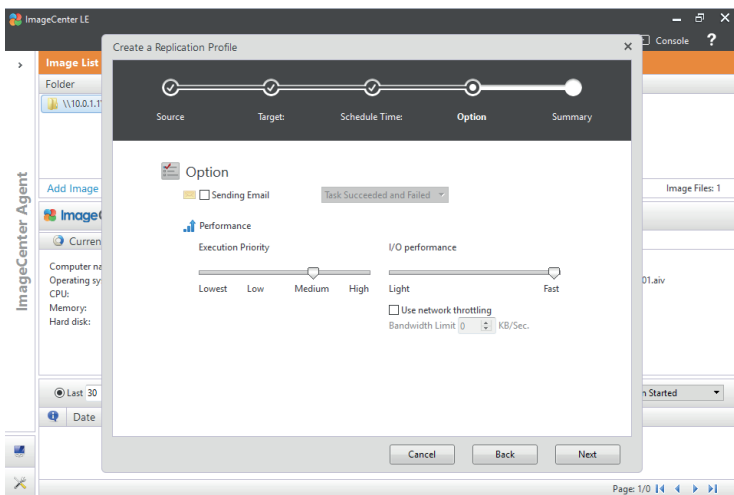 ImageCenter LE
Console ?
Create a Replication Profile
Image List
Folder
\\10.0.1.1
Source Target: Schedule Time: Option Summary
Option
Sending Email Task Succeeded and Failed
Add Image
Image Files: 1
Performance
Execution Priority I/O performance
Lowest Low Medium High Light Fast
Use network throttling
Bandwidth Limit 0 KB/Sec.
ImageCenter Agent
Image
Curren
Computer na
Operating sy
01.aiv
CPU:
Memory:
Hard disk:
Last 30
n Started
Date
Cancel Back Next
Page: 1/0